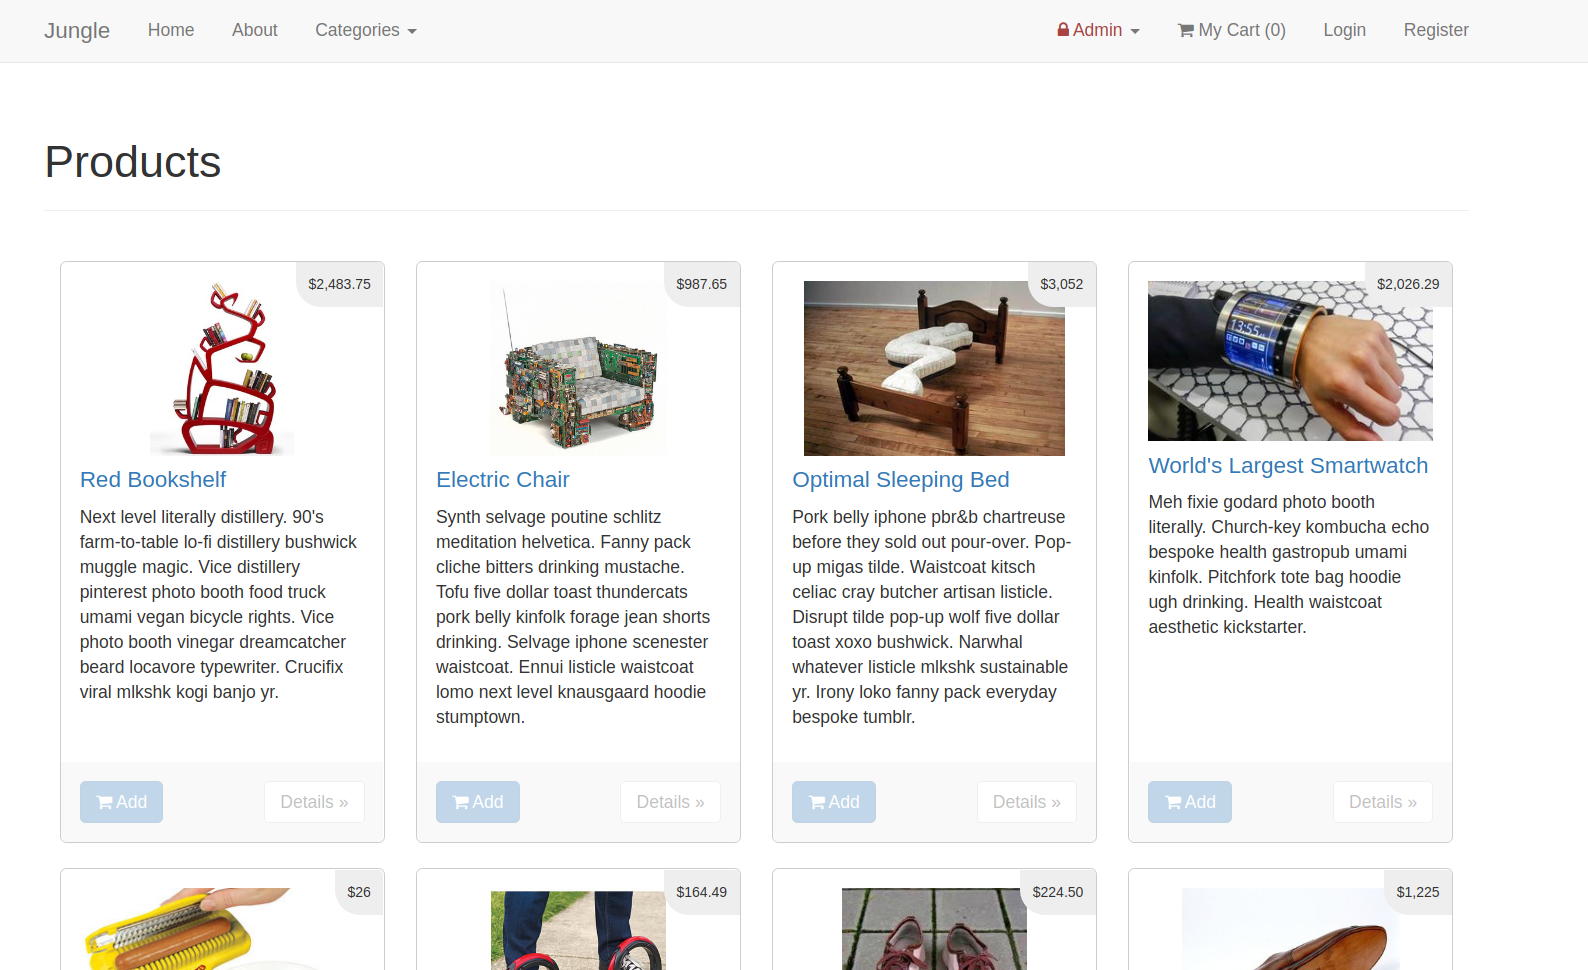 Jungle Home About Categories Admin My Cart (0) Login Register
Products
$2,483.75
Red Bookshelf
Next level literally distillery. 90's
farm-to-table lo-fi distillery bushwick
muggle magic. Vice distillery
pinterest photo booth food truck
umami vegan bicycle rights. Vice
photo booth vinegar dreamcatcher
beard locavore typewriter. Crucifix
viral mlkshk kogi banjo yr.
Add Details »
$987.65
Electric Chair
Synth selvage poutine schlitz
meditation helvetica. Fanny pack
cliche bitters drinking mustache.
Tofu five dollar toast thundercats
pork belly kinfolk forage jean shorts
drinking. Selvage iphone scenester
waistcoat. Ennui listicle waistcoat
lomo next level knausgaard hoodie
stumptown.
Add Details »
$3,052
Optimal Sleeping Bed
Pork belly iphone pbr&b chartreuse
before they sold out pour-over. Pop-
up migas tilde. Waistcoat kitsch
celiac cray butcher artisan listicle.
Disrupt tilde pop-up wolf five dollar
toast xoxo bushwick. Narwhal
whatever listicle mlkshk sustainable
yr. Irony loko fanny pack everyday
bespoke tumblr.
Add Details »
$2,026.29
13:55
World's Largest Smartwatch
Meh fixie godard photo booth
literally. Church-key kombucha echo
bespoke health gastropub umami
kinfolk. Pitchfork tote bag hoodie
ugh drinking. Health waistcoat
aesthetic kickstarter.
Add Details »
$26
$164.49
$224.50
$1,225